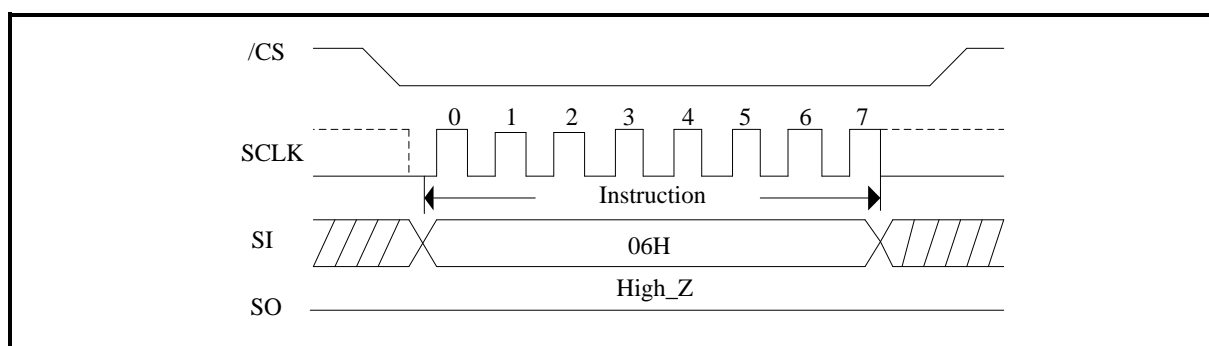 /CS
0 1 2 3 4 5 6 7
SCLK
Instruction
SI
06H
High_Z
SO